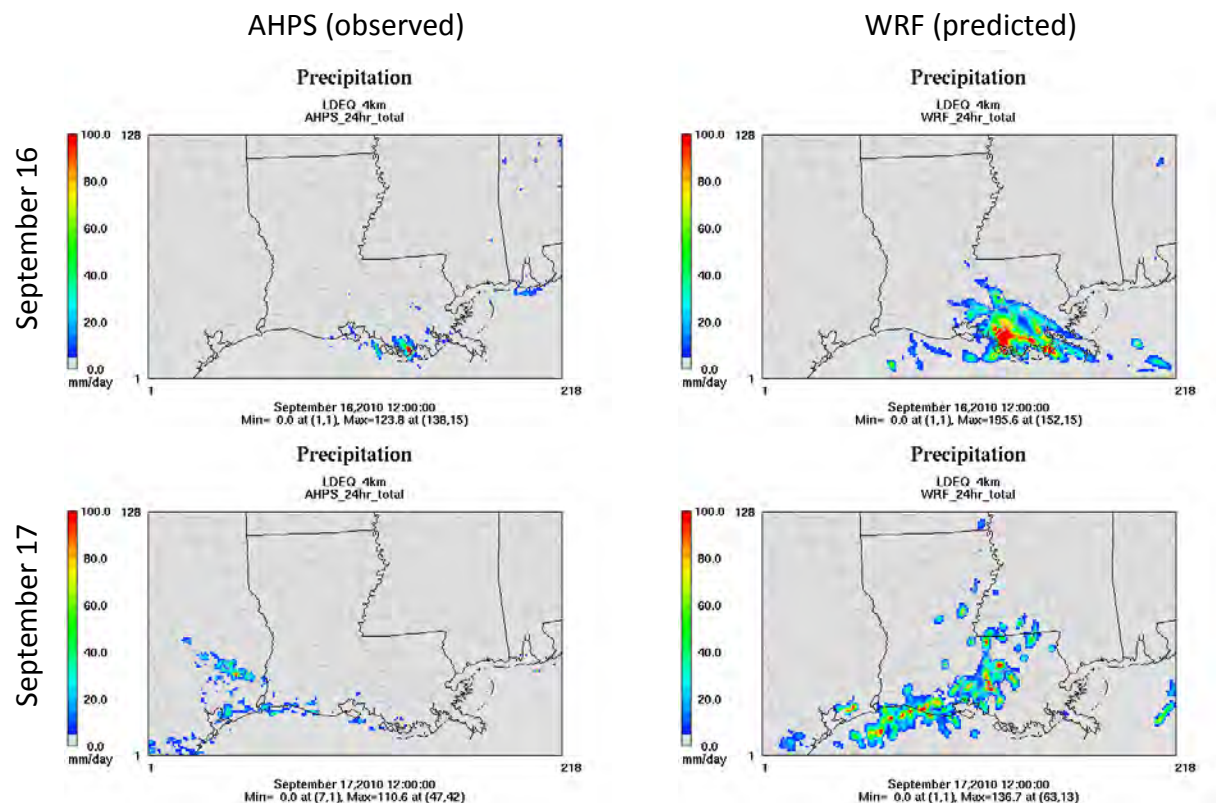 AHPS (observed)
WRF (predicted)
September 16
Precipitation
LDEQ_4km
AHPS_24hr_total
128
100.0
80.0
60.0
40.0
20.0
0.0
mm/day
1
1
218
September 16,2010 12:00:00
Min= 0.0 at (1,1), Max=123.8 at (138,15)
Precipitation
LDEQ_4km
WRF_24hr_total
128
100.0
80.0
60.0
40.0
20.0
0.0
mm/day
1
1
218
September 16,2010 12:00:00
Min= 0.0 at (1,1), Max=195.6 at (152,15)
September 17
Precipitation
LDEQ_4km
AHPS_24hr_total
128
100.0
80.0
60.0
40.0
20.0
0.0
mm/day
1
1
218
September 17,2010 12:00:00
Min= 0.0 at (7,1), Max=110.6 at (47,42)
Precipitation
LDEQ_4km
WRF_24hr_total
128
100.0
80.0
60.0
40.0
20.0
0.0
mm/day
1
1
218
September 17,2010 12:00:00
Min= 0.0 at (1,1), Max=136.7 at (63,13)